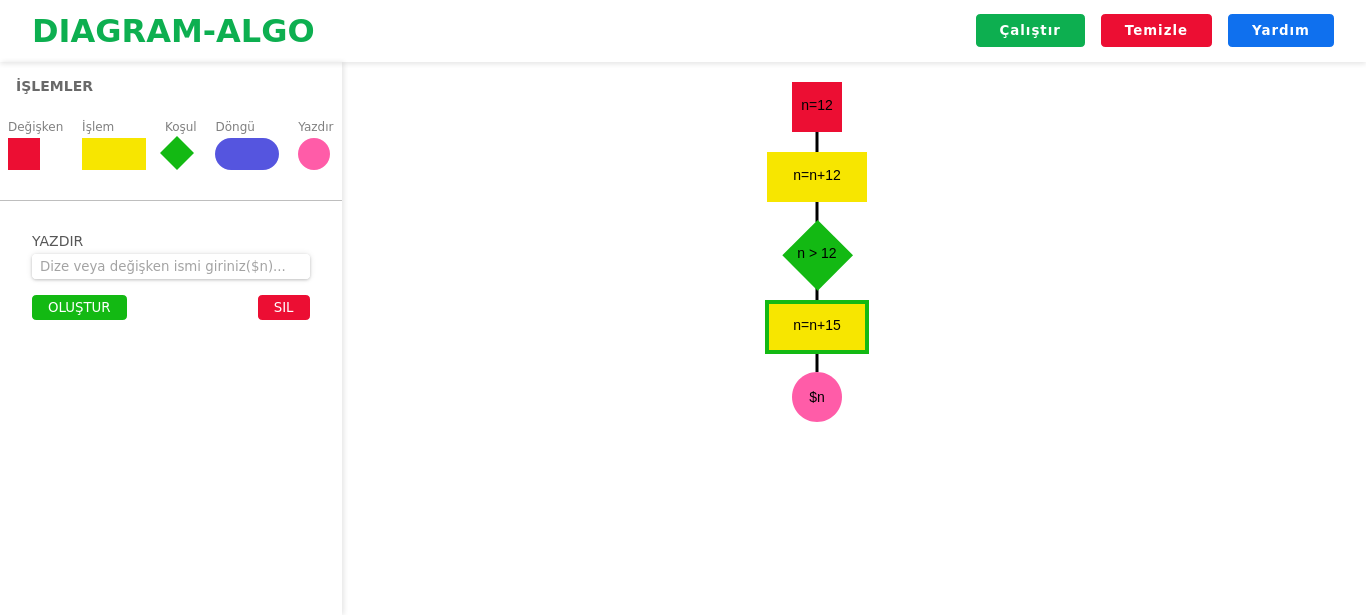 DIAGRAM-ALGO
Çalıştır
Temizle
Yardım
İŞLEMLER
Değişken
İşlem
Koşul
Döngü
Yazdır
YAZDIR
Dize veya değişken ismi giriniz($n)...
OLUŞTUR
SIL
n=12
n=n+12
n > 12
n=n+15
$n